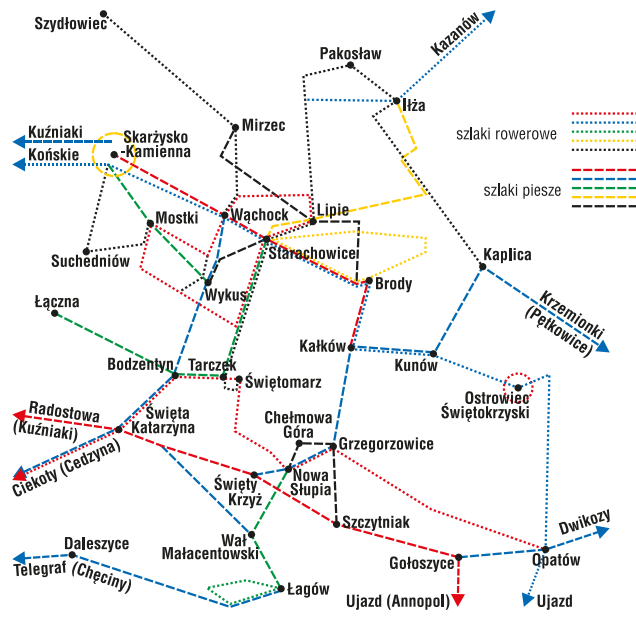 Szydłowiec
Kazanów
Pakosław
Iłża
Mirzec
szlaki rowerowe
Kuźniaki
Skarżysko
Kamienna
Końskie
szlaki piesze
Mostki
Wąchock
Lipie
Starachowice
Suchedniów
Kaplica
Wykus
Brody
Łączna
Krzemionki
(Pętkowice)
Kałków
Kunów
Bodzentyn
Tarczek
Świętomarz
Ostrowiec
Świętokrzyski
Radostowa
(Kuźniaki)
Święta
Katarzyna
Chełmowa
Góra
Grzegorzowice
Ciekoty (Cedzyna)
Święty
Krzyż
Nowa
Słupia
Szczytniak
Wał
Małacentowski
Dwikozy
Daleszyce
Telegraf (Chęciny)
Gołoszyce
Opatów
Łagów
Ujazd (Annopol)
Ujazd